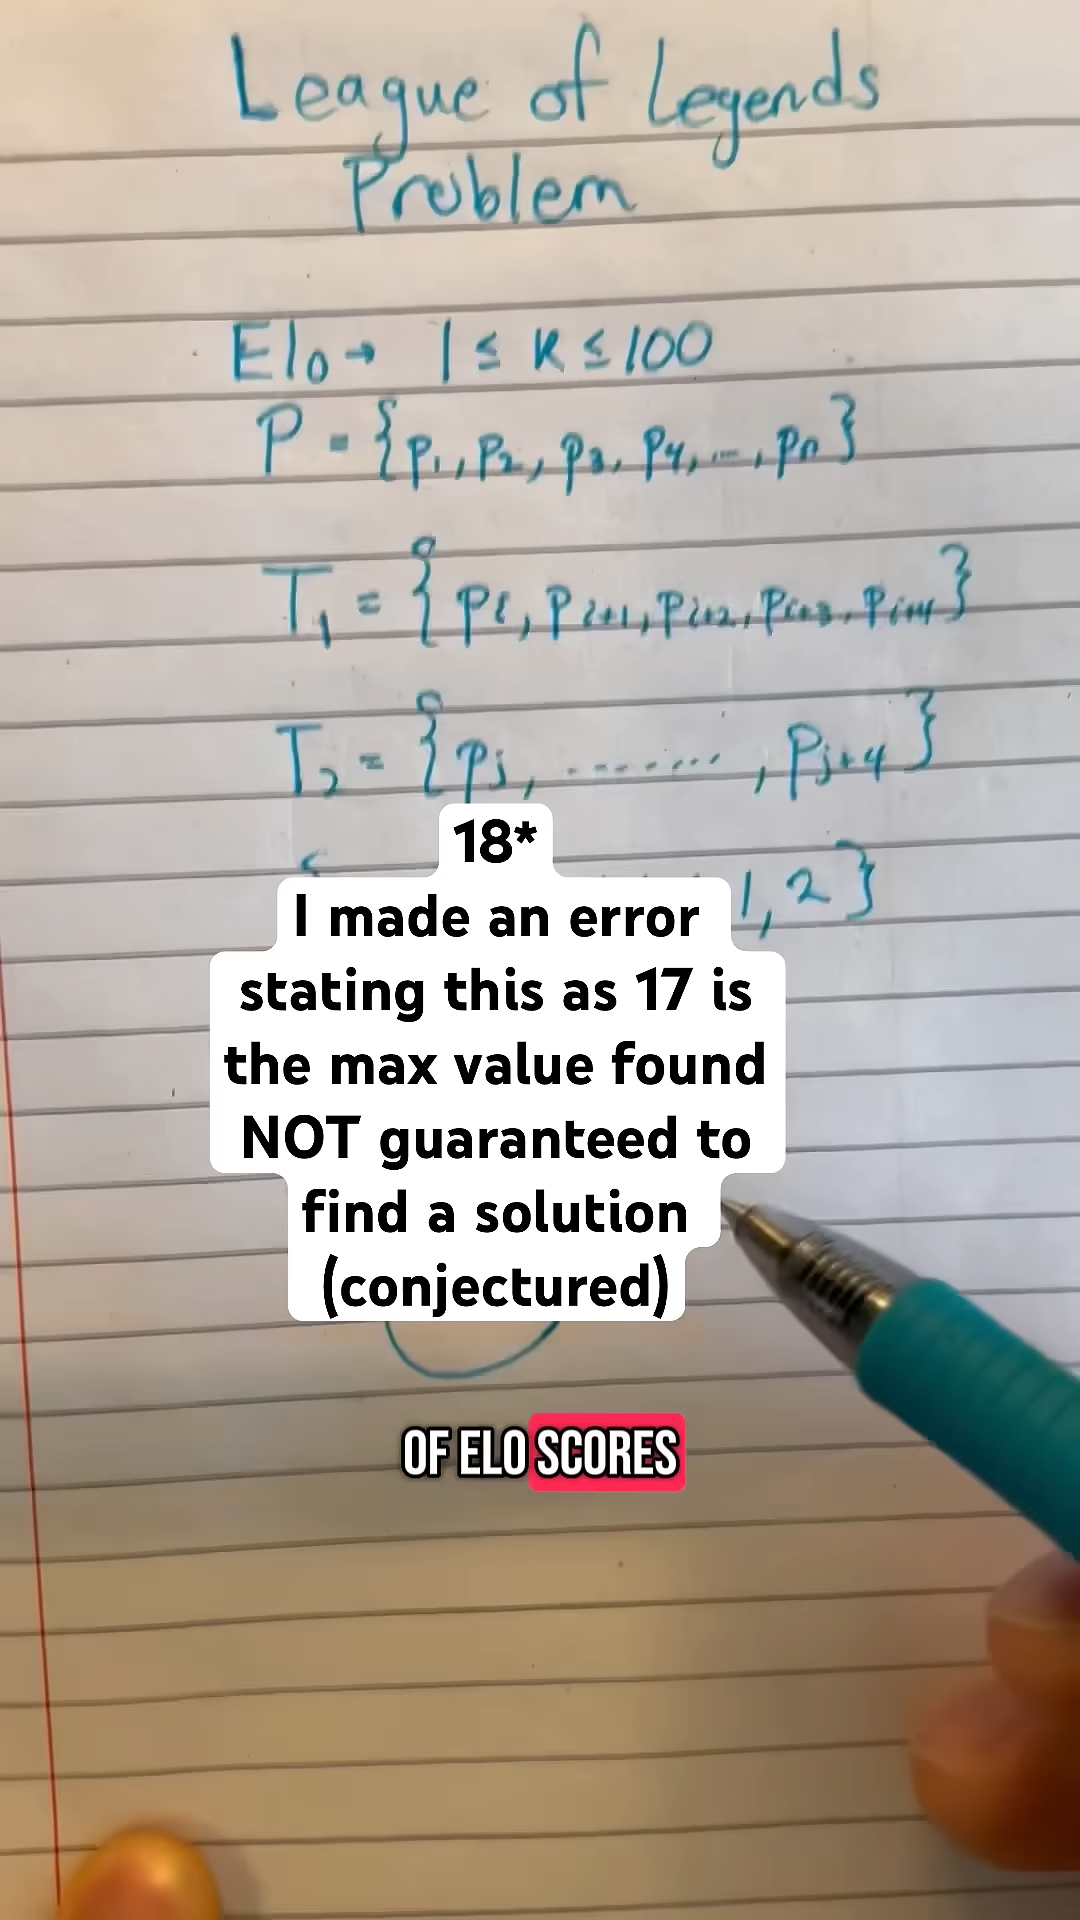 League of Legends
Problem
Elo → 1 ≤ K ≤ 100
P = {p₁, p₂, p₃, p₄, ..., pₙ}
T₁ = {pᵢ, pᵢ₊₁, pᵢ₊₂, pᵢ₊₃, pᵢ₊₄}
T₂ = {pⱼ, ........, pⱼ₊₄}
1, 2}
18*
I made an error
stating this as 17 is
the max value found
NOT guaranteed to
find a solution
(conjectured)
OF ELO SCORES